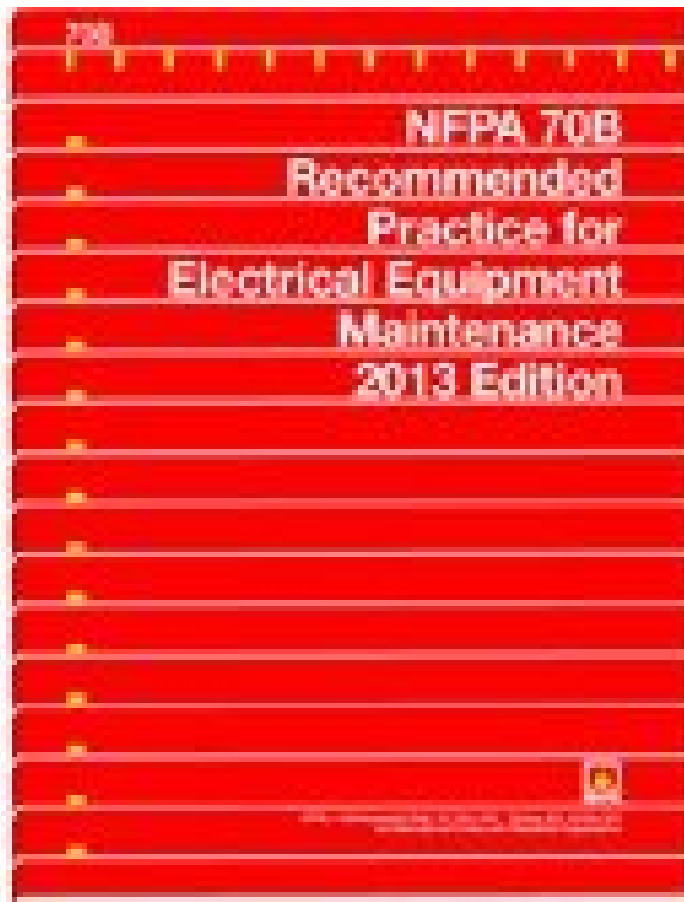 70B
NFPA 70B
Recommended
Practice for
Electrical Equipment
Maintenance
2013 Edition